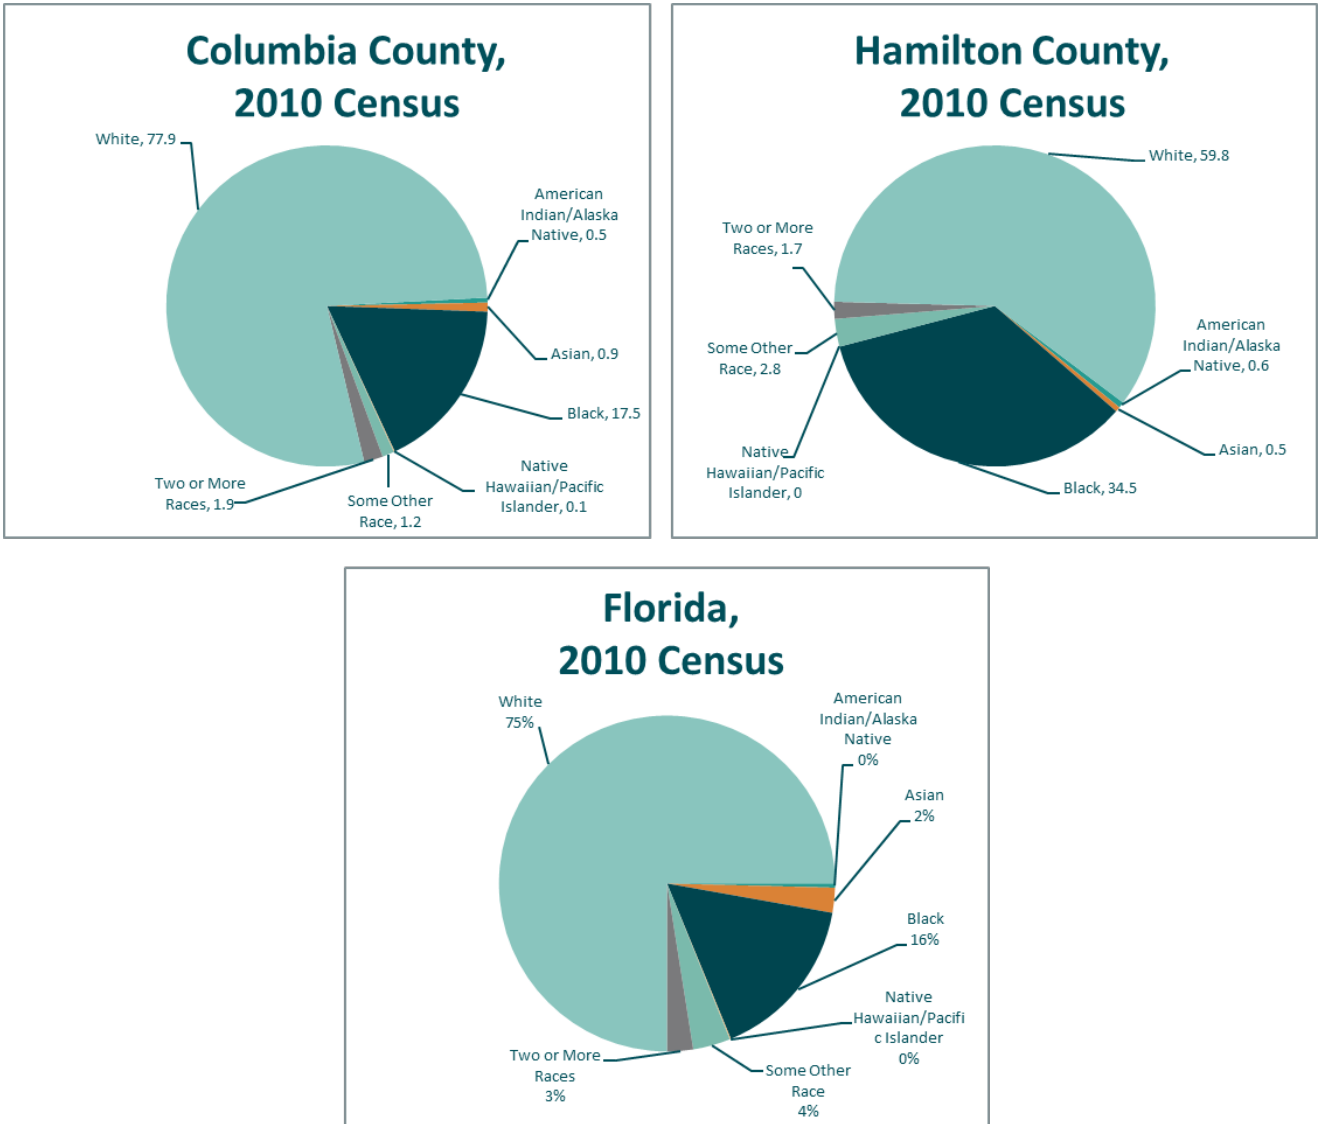 Columbia County,
2010 Census
White, 77.9
American
Indian/Alaska
Native, 0.5
Asian, 0.9
Black, 17.5
Native
Hawaiian/Pacific
Islander, 0.1
Some Other
Race, 1.2
Two or More
Races, 1.9
Hamilton County,
2010 Census
White, 59.8
American
Indian/Alaska
Native, 0.6
Asian, 0.5
Black, 34.5
Native
Hawaiian/Pacific
Islander, 0
Some Other
Race, 2.8
Two or More
Races, 1.7
Florida,
2010 Census
White
75%
American
Indian/Alaska
Native
0%
Asian
2%
Black
16%
Native
Hawaiian/Pacifi
c Islander
0%
Some Other
Race
4%
Two or More
Races
3%